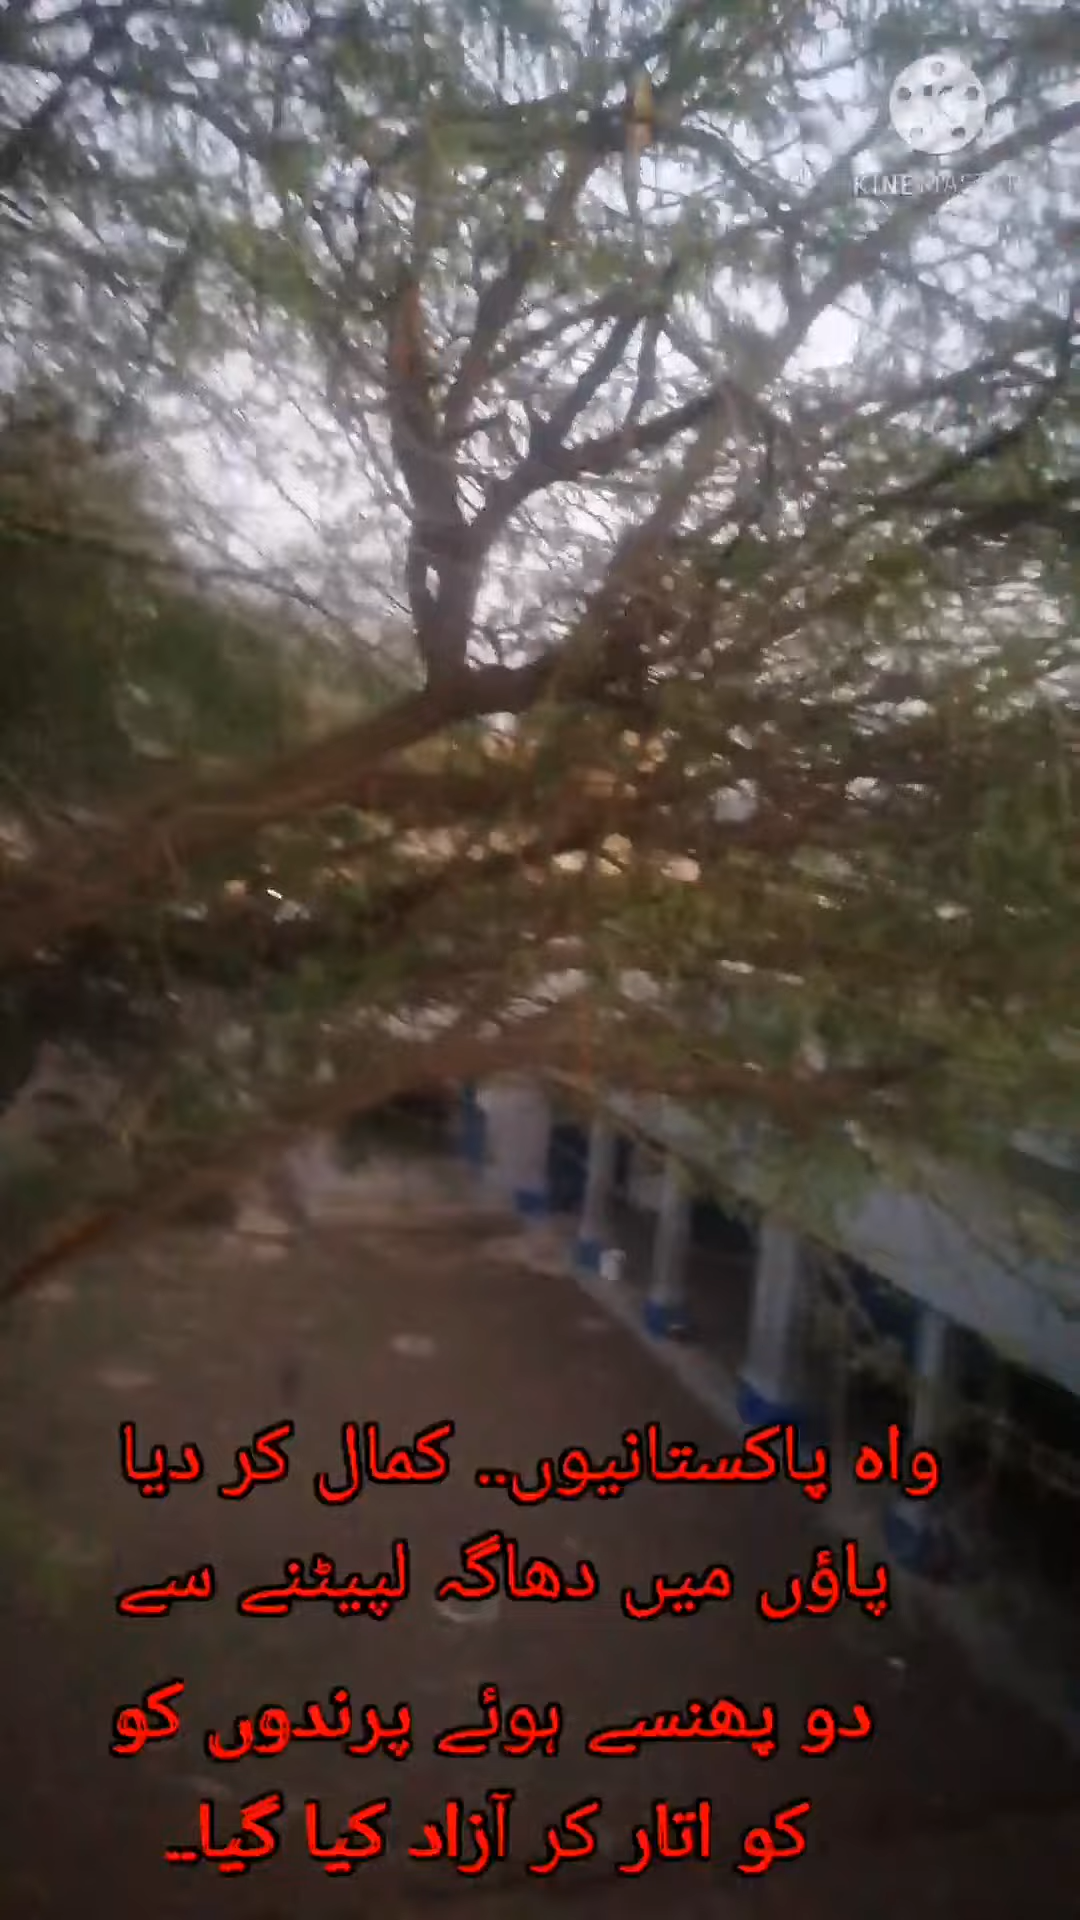 KINEMASTER
واہ پاکستانیوں.. کمال کر دیا
پاؤں میں دھاگہ لپیٹنے سے
دو پھنسے ہوئے پرندوں کو
کو اتار کر آزاد کیا گیا..